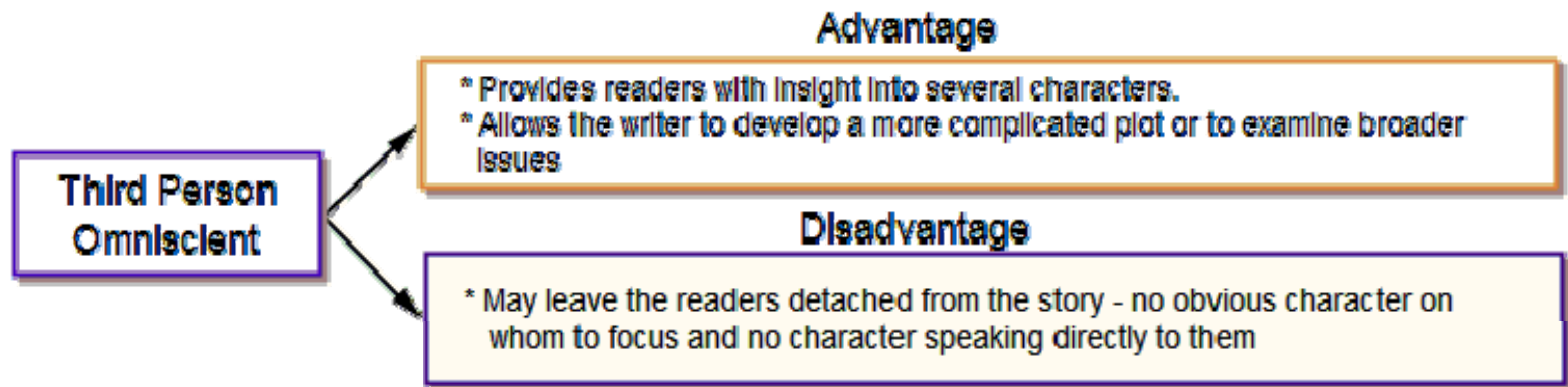 Advantage
* Provides readers with insight into several characters.
* Allows the writer to develop a more complicated plot or to examine broader
issues
Third Person
Omniscient
Disadvantage
* May leave the readers detached from the story - no obvious character on
whom to focus and no character speaking directly to them